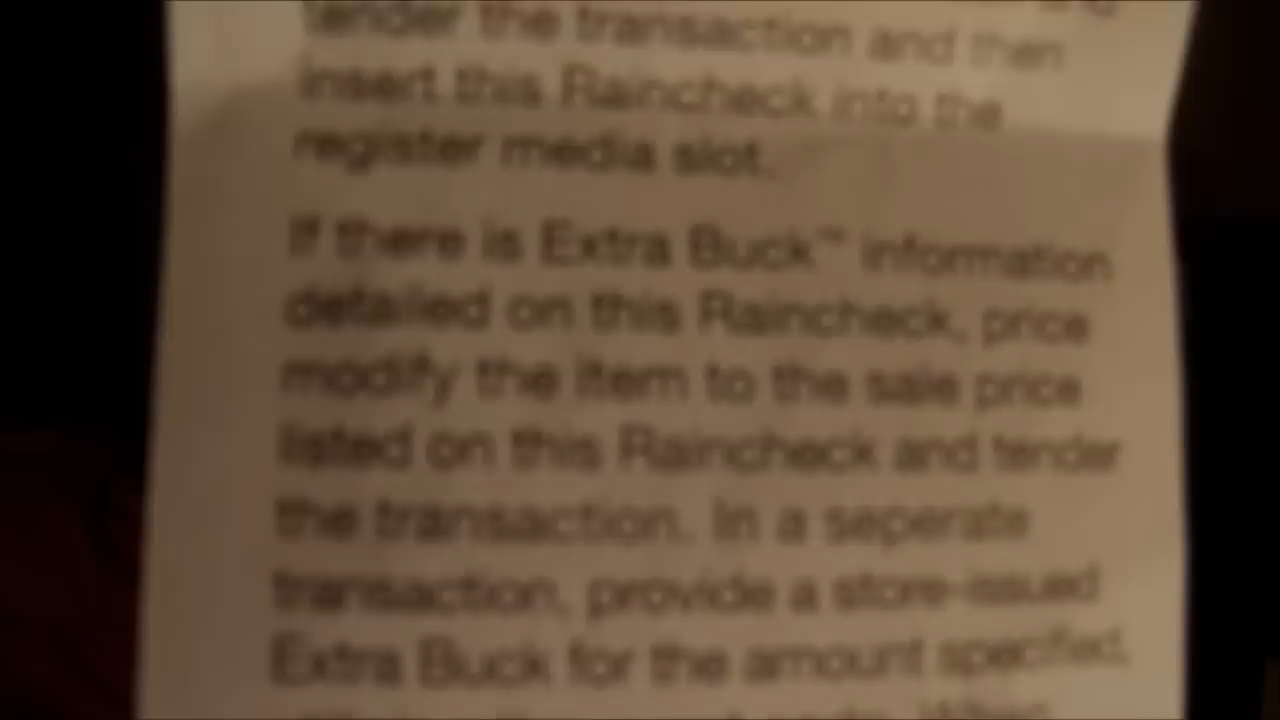 tender the transaction and then
insert this Raincheck into the
register media slot.
If there is Extra Buck™ information
detailed on this Raincheck, price
modify the item to the sale price
listed on this Raincheck and tender
the transaction. In a seperate
transaction, provide a store-issued
Extra Buck for the amount specified,